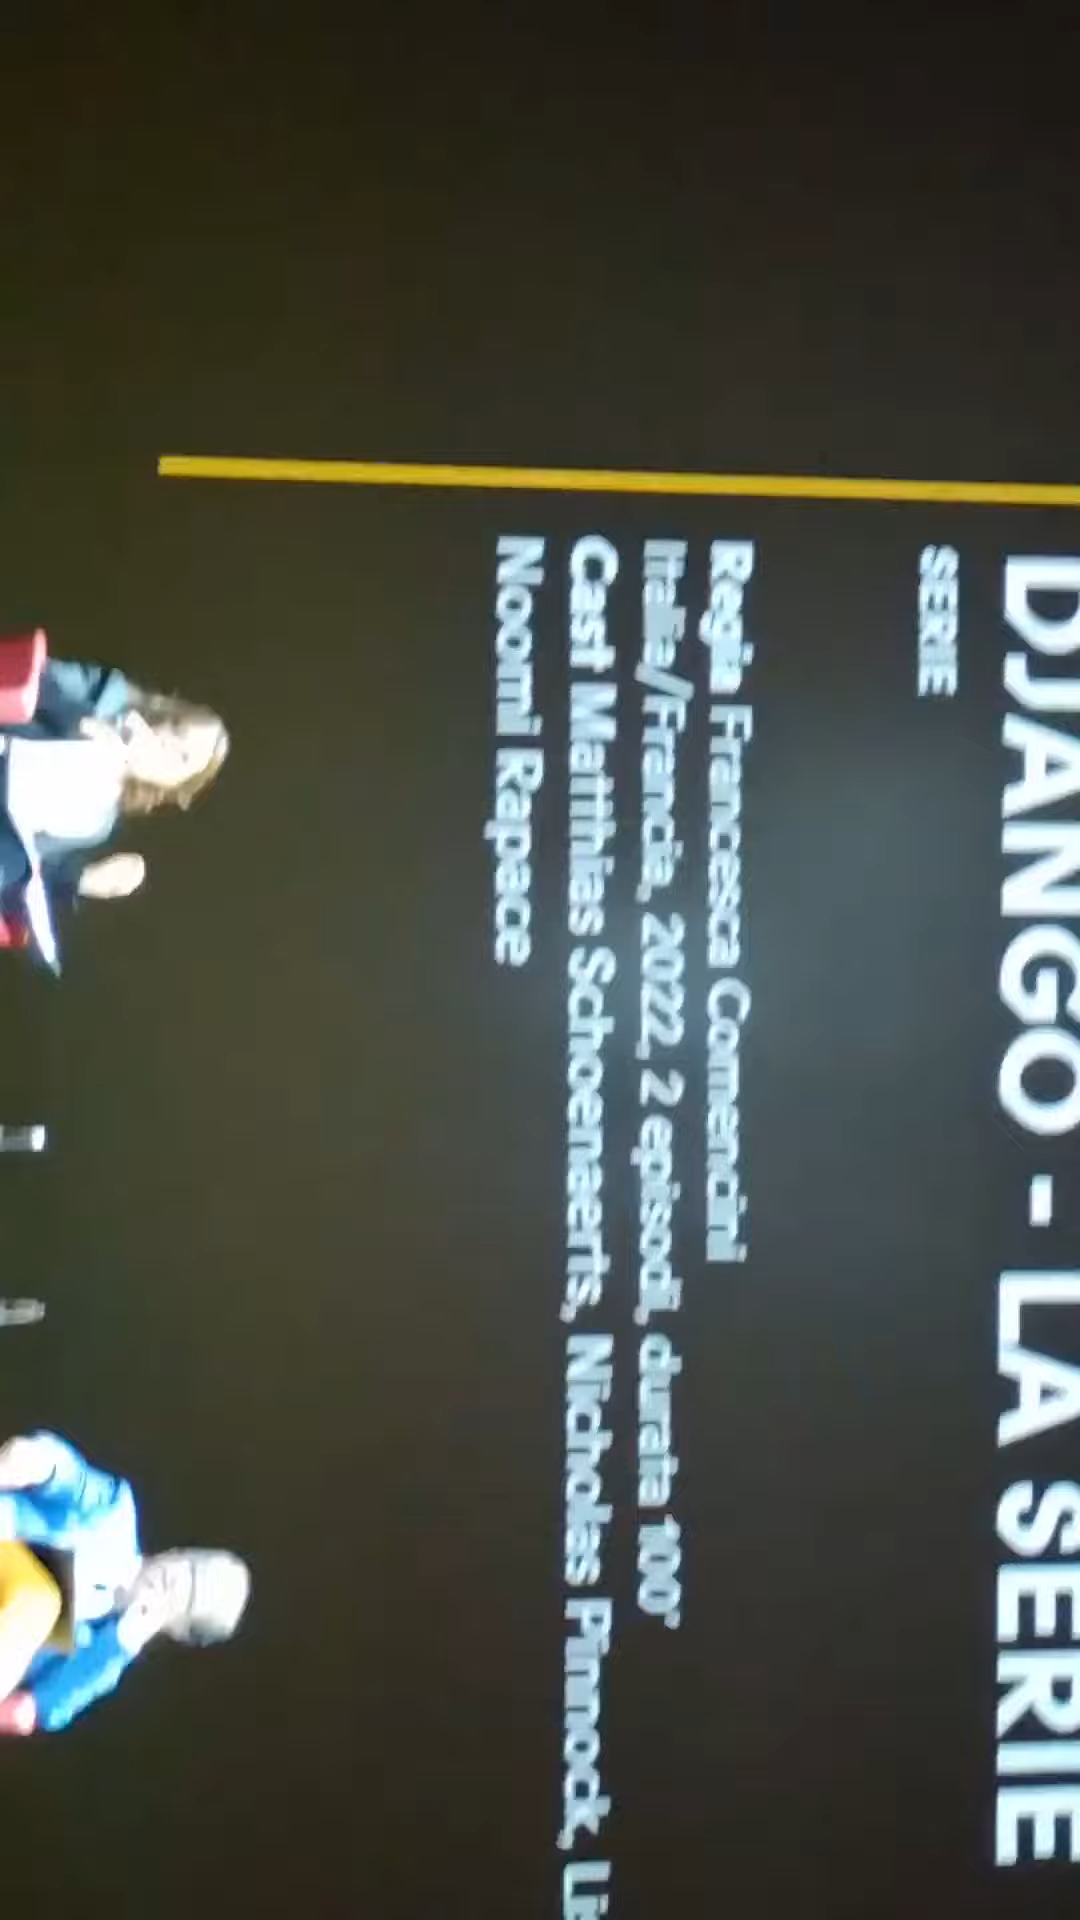 DJANGO - LA SERIE
SERIE
Regia Francesca Comencini
Italia/Francia, 2022, 2 episodi, durata 100'
Cast Matthias Schoenaerts, Nicholas Pinnock,
Noomi Rapace